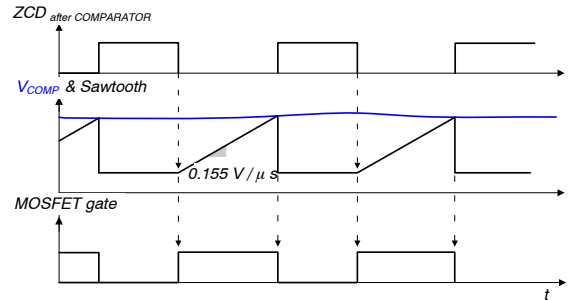 ZCD after COMPARATOR
VCOMP & Sawtooth
0.155 V / μ s
MOSFET gate
t